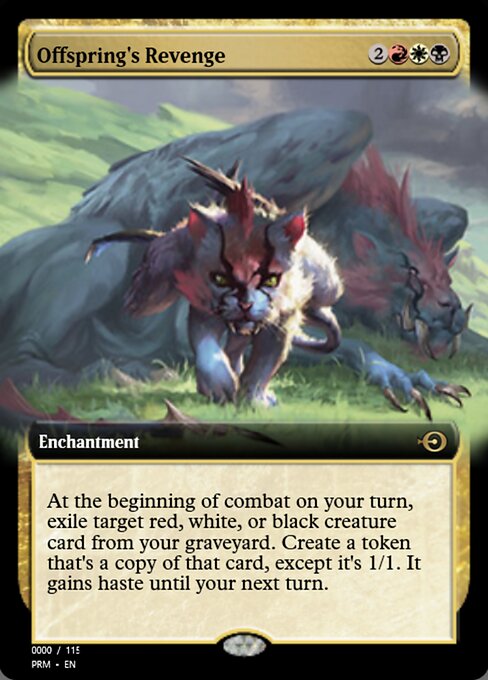 Offspring's Revenge 2
Enchantment
At the beginning of combat on your turn,
exile target red, white, or black creature
card from your graveyard. Create a token
that's a copy of that card, except it's 1/1. It
gains haste until your next turn.
0000 / 115
PRM • EN